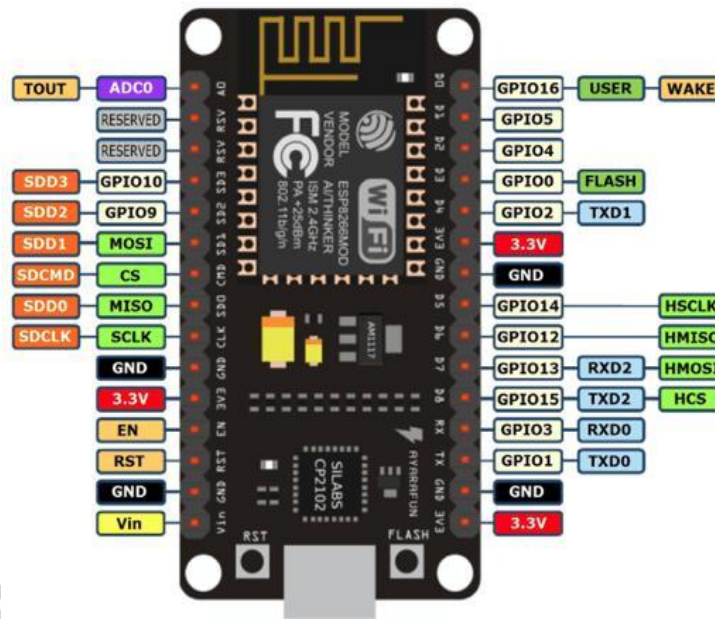 TOUT ADC0 A0 D0 GPIO16 USER WAKE
RESERVED RSV D1 GPIO5
RESERVED RSV D2 GPIO4
SDD3 GPIO10 SD3 D3 GPIO0 FLASH
SDD2 GPIO9 SD2 D4 GPIO2 TXD1
SDD1 MOSI SD1 3V3 3.3V
SDCMD CS CMD GND GND
SDD0 MISO SD0 D5 GPIO14 HSCLK
SDCLK SCLK CLK D6 GPIO12 HMISO
GND GND D7 GPIO13 RXD2 HMOSI
3.3V 3V3 D8 GPIO15 TXD2 HCS
EN EN RX GPIO3 RXD0
RST RST TX GPIO1 TXD0
GND GND GND GND
Vin Vin 3V3 3.3V
MODEL ESP8266MOD
VENDOR AI/THINKER
ISM 2.4GHz
PA +25dBm
802.11b/g/n
FC
Wi Fi
AM1117
SILABS
CP2102
AYARAFUN
RST
FLASH